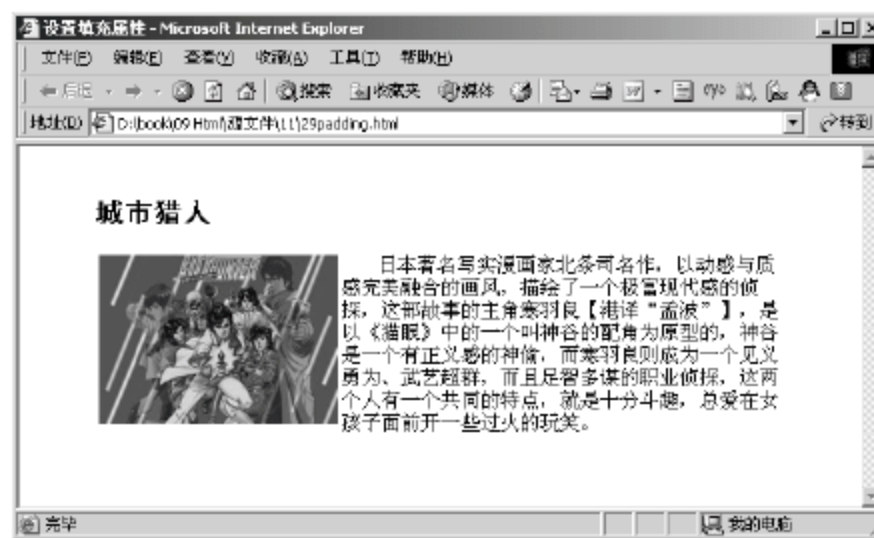 设置填充属性 - Microsoft Internet Explorer
文件(F) 编辑(E) 查看(V) 收藏(A) 工具(T) 帮助(H)
后退 搜索 收藏夹 媒体
地址(D) D:\book\09 Html\源文件\11\29padding.html 转到
城市猎人
日本著名写实漫画家北条司名作，以动感与质
感完美融合的画风，描绘了一个极富现代感的侦
探，这部故事的主角寒羽良【港译“孟波”】，是
以《猫眼》中的一个叫神谷的配角为原型的，神谷
是一个有正义感的神偷，而寒羽良则成为一个见义
勇为、武艺超群，而且足智多谋的职业侦探，这两
个人有一个共同的特点，就是十分斗趣，总爱在女
孩子面前开一些过火的玩笑。
完毕 我的电脑